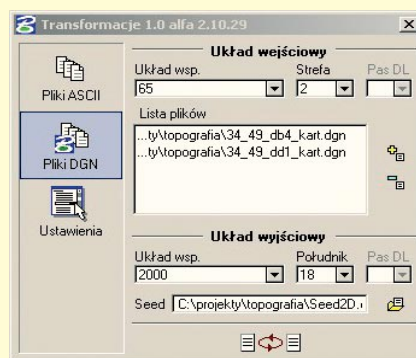 Transformacje 1.0 alfa 2.10.29
Pliki ASCII
Pliki DGN
Ustawienia
Układ wejściowy
Układ wsp. Strefa Pas DL
65 2
Lista plików
...ty\topografia\34_49_db4_kart.dgn
...ty\topografia\34_49_dd1_kart.dgn
Układ wyjściowy
Układ wsp. Południk Pas DL
2000 18
Seed C:\projekty\topografia\Seed2D.